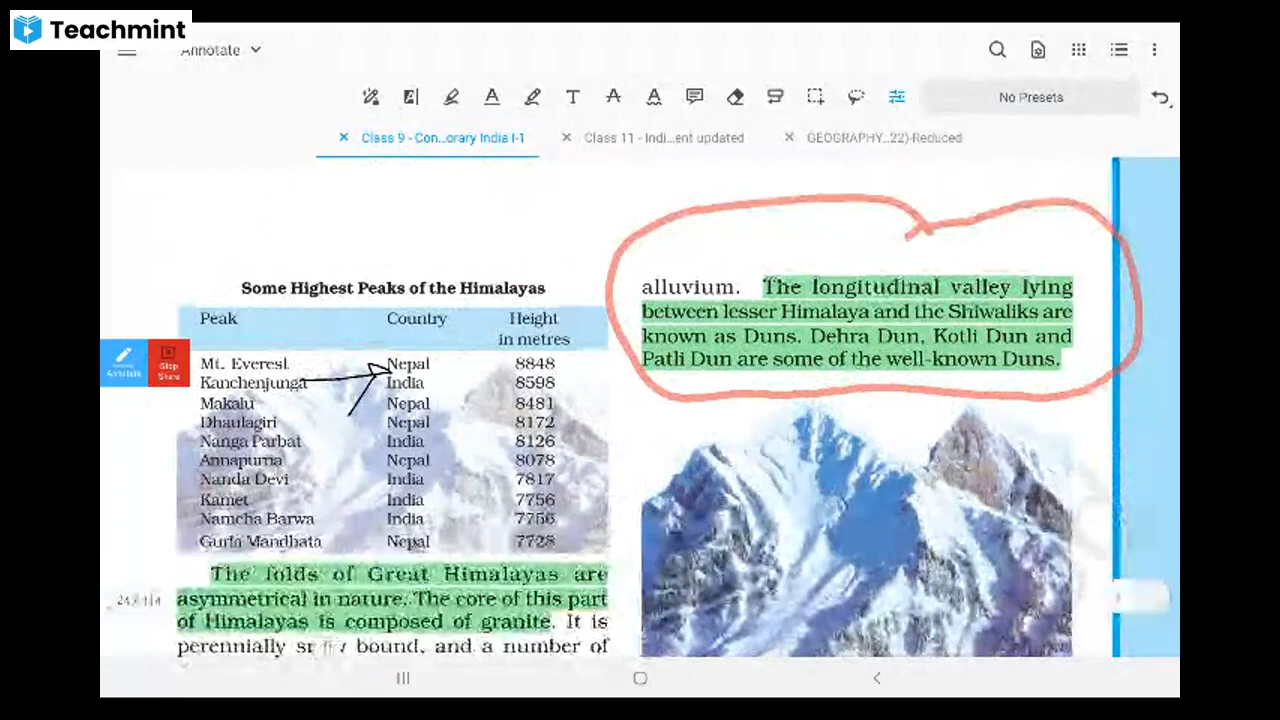 Teachmint
Annotate
No Presets
Class 9 - Con...orary India I-1
Class 11 - Indi...ent updated
GEOGRAPHY...22)-Reduced
Some Highest Peaks of the Himalayas
Peak Country Height
in metres
Mt. Everest Nepal 8848
Kanchenjunga India 8598
Makalu Nepal 8481
Dhaulagiri Nepal 8172
Nanga Parbat India 8126
Annapurna Nepal 8078
Nanda Devi India 7817
Kamet India 7756
Namcha Barwa India 7756
Gurla Mandhata Nepal 7728
The folds of Great Himalayas are
asymmetrical in nature. The core of this part
of Himalayas is composed of granite. It is
perennially bound, and a number of
alluvium. The longitudinal valley lying
between lesser Himalaya and the Shiwaliks are
known as Duns. Dehra Dun, Kotli Dun and
Patli Dun are some of the well-known Duns.
Annotate
Stop
Share